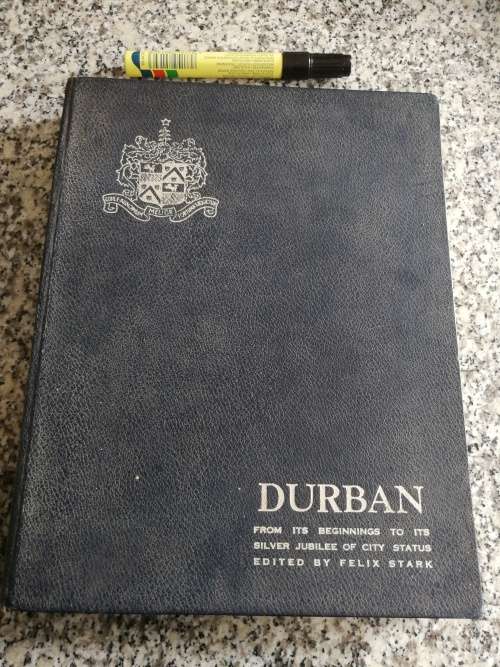 DURBAN
FROM ITS BEGINNINGS TO ITS
SILVER JUBILEE OF CITY STATUS
EDITED BY FELIX STARK